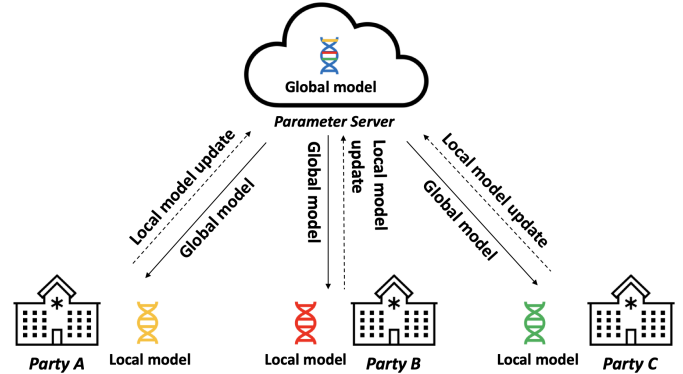 Global model
Parameter Server
Local model update
Global model
Global model
Local model
update
Global model
Local model update
Party A
Local model
Local model
Party B
Local model
Party C